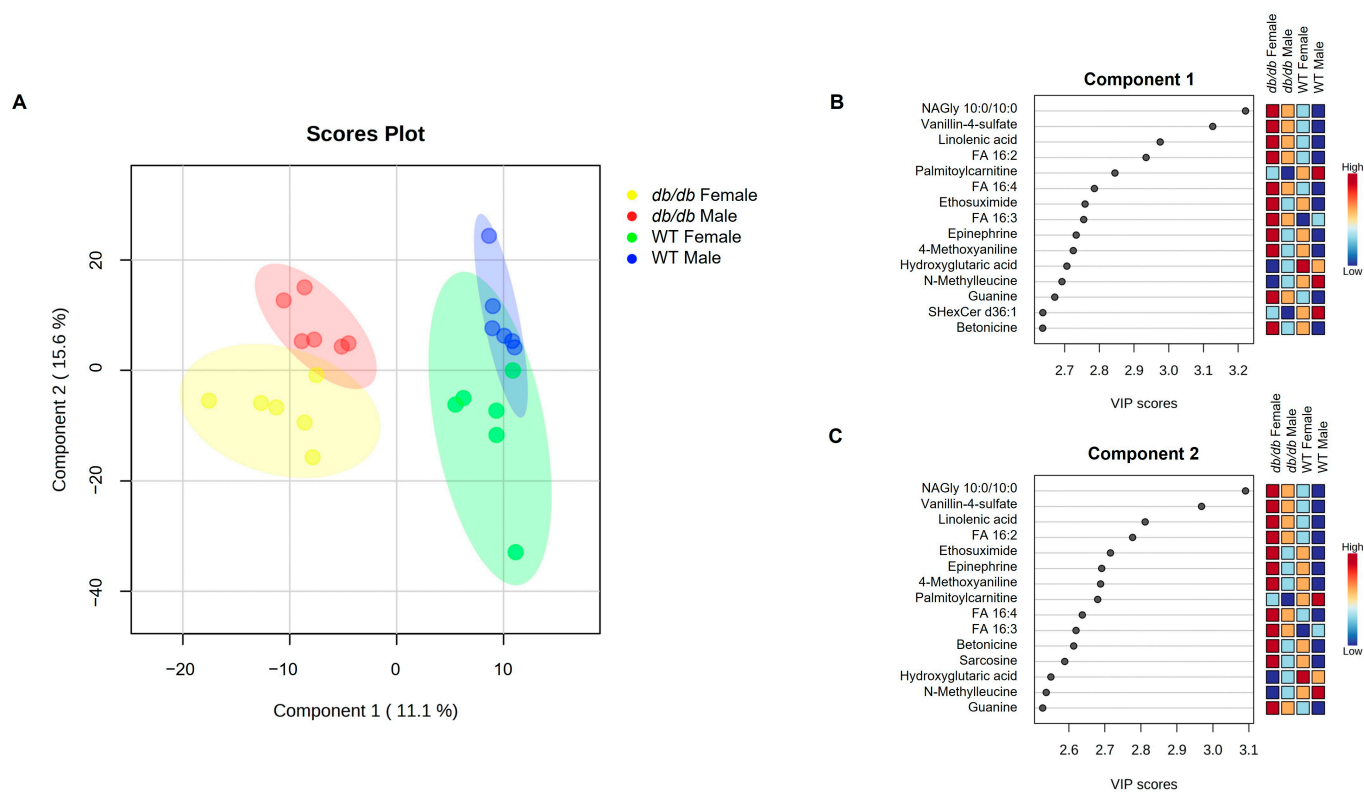 A
Scores Plot
Component 2 ( 15.6 %)
20
0
−20
−40
−20
−10
0
10
Component 1 ( 11.1 %)
db/db Female
db/db Male
WT Female
WT Male
B
Component 1
db/db Female
db/db Male
WT Female
WT Male
NAGly 10:0/10:0
Vanillin-4-sulfate
Linolenic acid
FA 16:2
Palmitoylcarnitine
FA 16:4
Ethosuximide
FA 16:3
Epinephrine
4-Methoxyaniline
Hydroxyglutaric acid
N-Methylleucine
Guanine
SHexCer d36:1
Betonicine
2.7 2.8 2.9 3.0 3.1 3.2
VIP scores
High
Low
C
Component 2
db/db Female
db/db Male
WT Female
WT Male
NAGly 10:0/10:0
Vanillin-4-sulfate
Linolenic acid
FA 16:2
Ethosuximide
Epinephrine
4-Methoxyaniline
Palmitoylcarnitine
FA 16:4
FA 16:3
Betonicine
Sarcosine
Hydroxyglutaric acid
N-Methylleucine
Guanine
2.6 2.7 2.8 2.9 3.0 3.1
VIP scores
High
Low